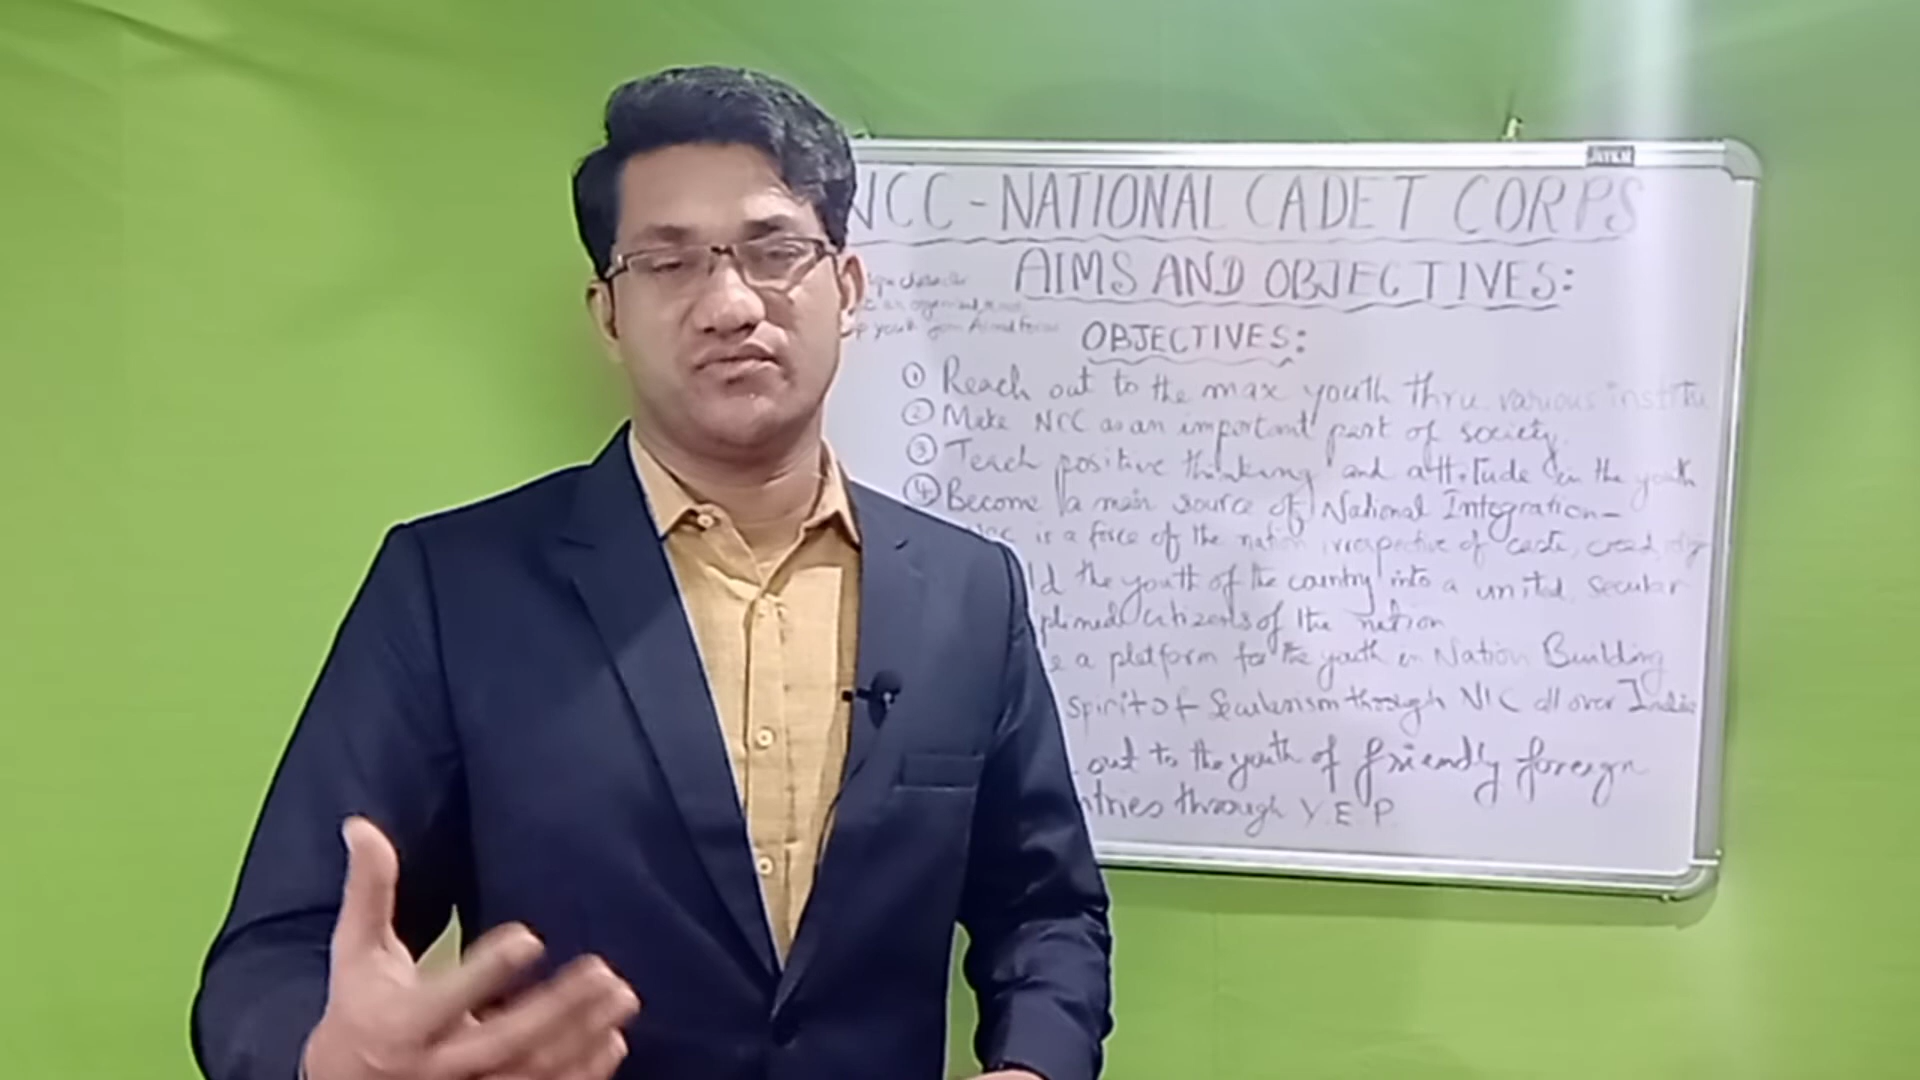 NCC - NATIONAL CADET CORPS
AIMS AND OBJECTIVES:
OBJECTIVES:
① Reach out to the max youth thru various institu
② Make NCC as an important part of society.
③ Teach positive thinking and attitude in the youth
④ Become a main source of National Integration -
is a force of the nation irrespective of caste, creed,
ld the youth of the country into a united, secular
plined citizens of the nation
e a platform for the youth in Nation Building
spirit of Secularism through NCC all over India
out to the youth of friendly foreign
ntries through Y.E.P.